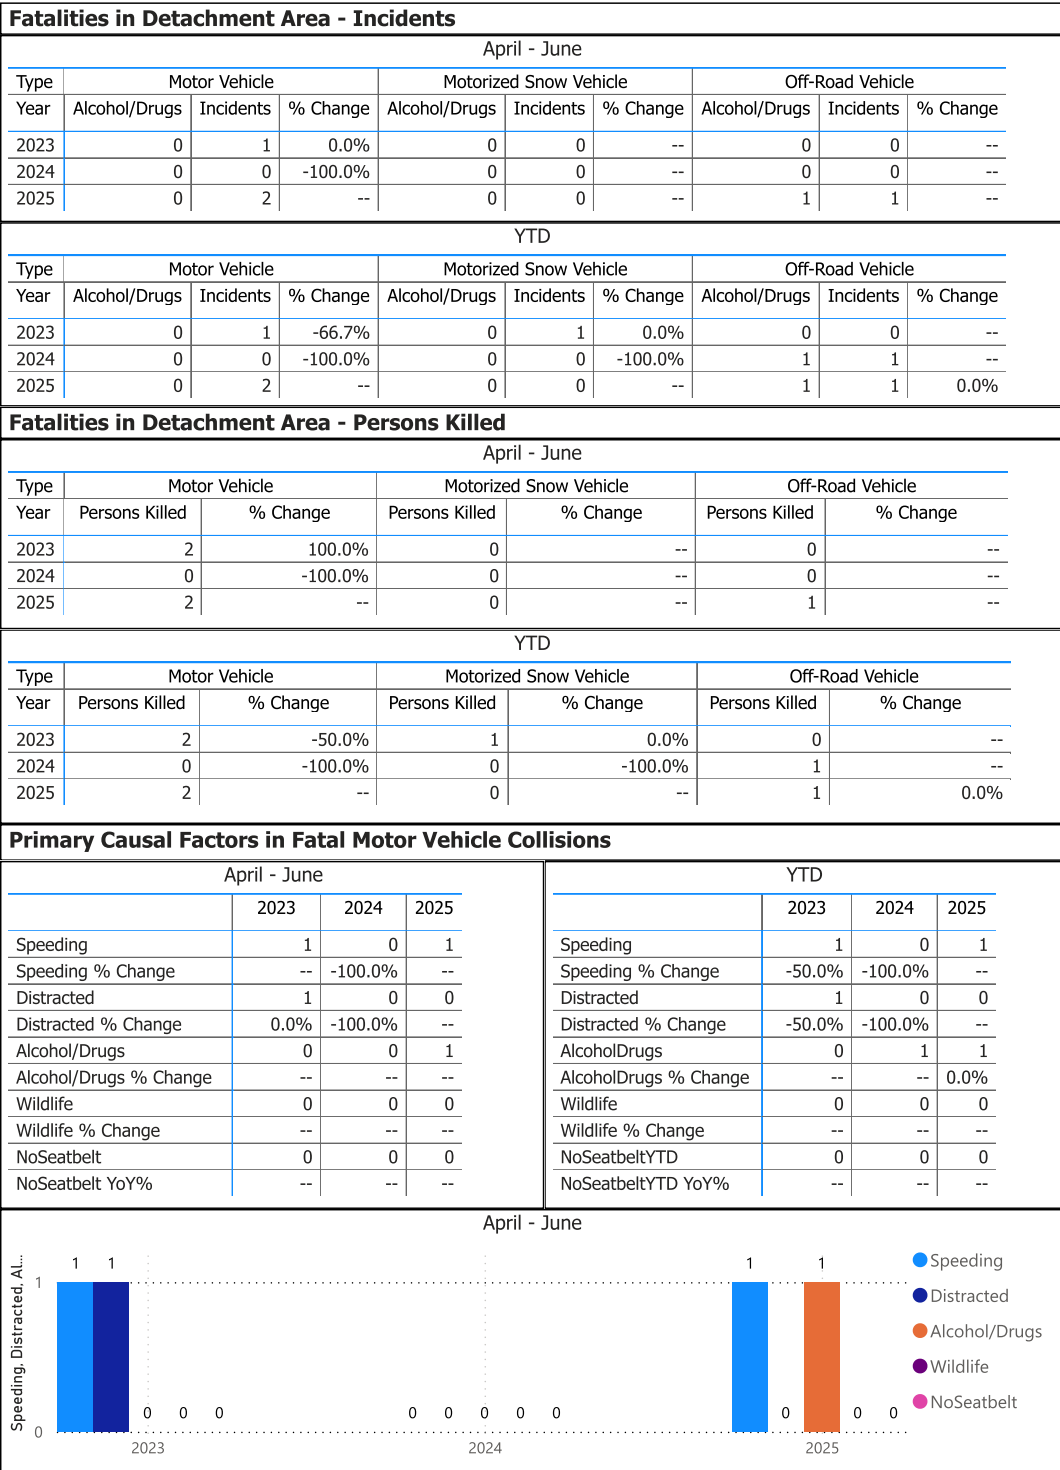 Fatalities in Detachment Area - Incidents
April - June
Type Motor Vehicle Motorized Snow Vehicle Off-Road Vehicle
Year Alcohol/Drugs Incidents % Change Alcohol/Drugs Incidents % Change Alcohol/Drugs Incidents % Change
2023 0 1 0.0% 0 0 -- 0 0 --
2024 0 0 -100.0% 0 0 -- 0 0 --
2025 0 2 -- 0 0 -- 1 1 --
YTD
Type Motor Vehicle Motorized Snow Vehicle Off-Road Vehicle
Year Alcohol/Drugs Incidents % Change Alcohol/Drugs Incidents % Change Alcohol/Drugs Incidents % Change
2023 0 1 -66.7% 0 1 0.0% 0 0 --
2024 0 0 -100.0% 0 0 -100.0% 1 1 --
2025 0 2 -- 0 0 -- 1 1 0.0%
Fatalities in Detachment Area - Persons Killed
April - June
Type Motor Vehicle Motorized Snow Vehicle Off-Road Vehicle
Year Persons Killed % Change Persons Killed % Change Persons Killed % Change
2023 2 100.0% 0 -- 0 --
2024 0 -100.0% 0 -- 0 --
2025 2 -- 0 -- 1 --
YTD
Type Motor Vehicle Motorized Snow Vehicle Off-Road Vehicle
Year Persons Killed % Change Persons Killed % Change Persons Killed % Change
2023 2 -50.0% 1 0.0% 0 --
2024 0 -100.0% 0 -100.0% 1 --
2025 2 -- 0 -- 1 0.0%
Primary Causal Factors in Fatal Motor Vehicle Collisions
April - June
2023 2024 2025
Speeding 1 0 1
Speeding % Change -- -100.0% --
Distracted 1 0 0
Distracted % Change 0.0% -100.0% --
Alcohol/Drugs 0 0 1
Alcohol/Drugs % Change -- -- --
Wildlife 0 0 0
Wildlife % Change -- -- --
NoSeatbelt 0 0 0
NoSeatbelt YoY% -- -- --
YTD
2023 2024 2025
Speeding 1 0 1
Speeding % Change -50.0% -100.0% --
Distracted 1 0 0
Distracted % Change -50.0% -100.0% --
AlcoholDrugs 0 1 1
AlcoholDrugs % Change -- -- 0.0%
Wildlife 0 0 0
Wildlife % Change -- -- --
NoSeatbeltYTD 0 0 0
NoSeatbeltYTD YoY% -- -- --
April - June
Speeding, Distracted, Al...
1 1 1 1
1
0 0 0 0 0 0 0 0 0 0 0
0
2023 2024 2025
Speeding
Distracted
Alcohol/Drugs
Wildlife
NoSeatbelt